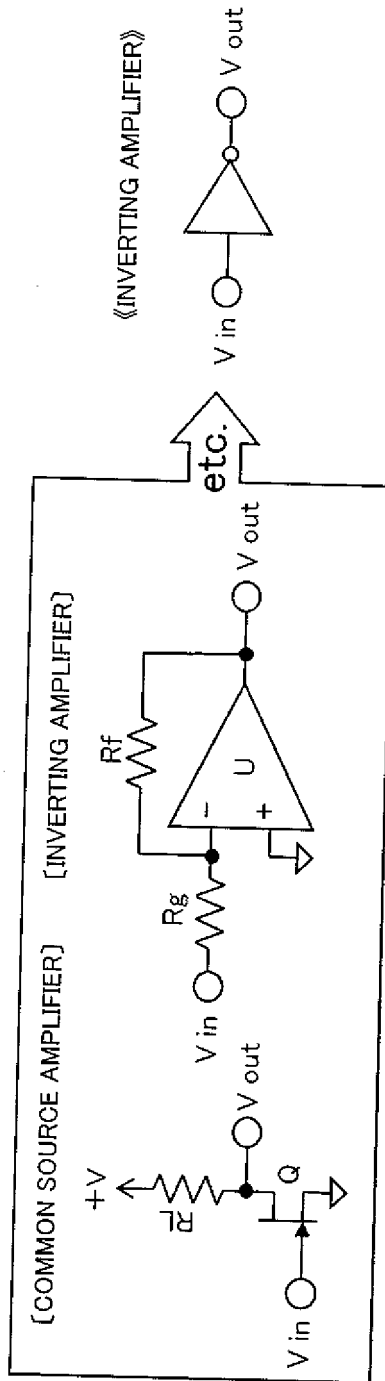 [COMMON SOURCE AMPLIFIER]
+V
RL
V out
Q
V in
[INVERTING AMPLIFIER]
Rf
Rg
V in
−
+
U
V out
etc.
《INVERTING AMPLIFIER》
V in
V out